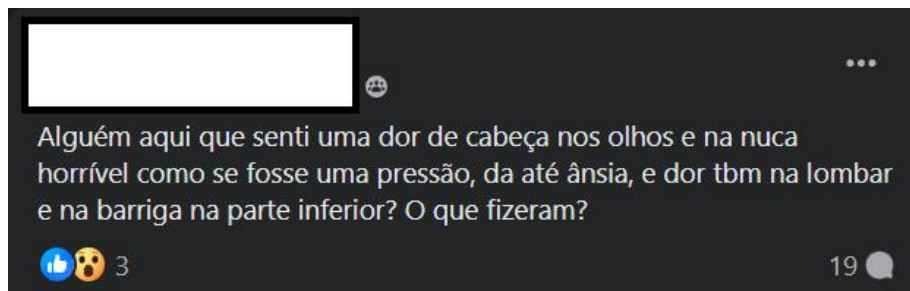 Alguém aqui que senti uma dor de cabeça nos olhos e na nuca
horrível como se fosse uma pressão, da até ânsia, e dor tbm na lombar
e na barriga na parte inferior? O que fizeram?
3
19